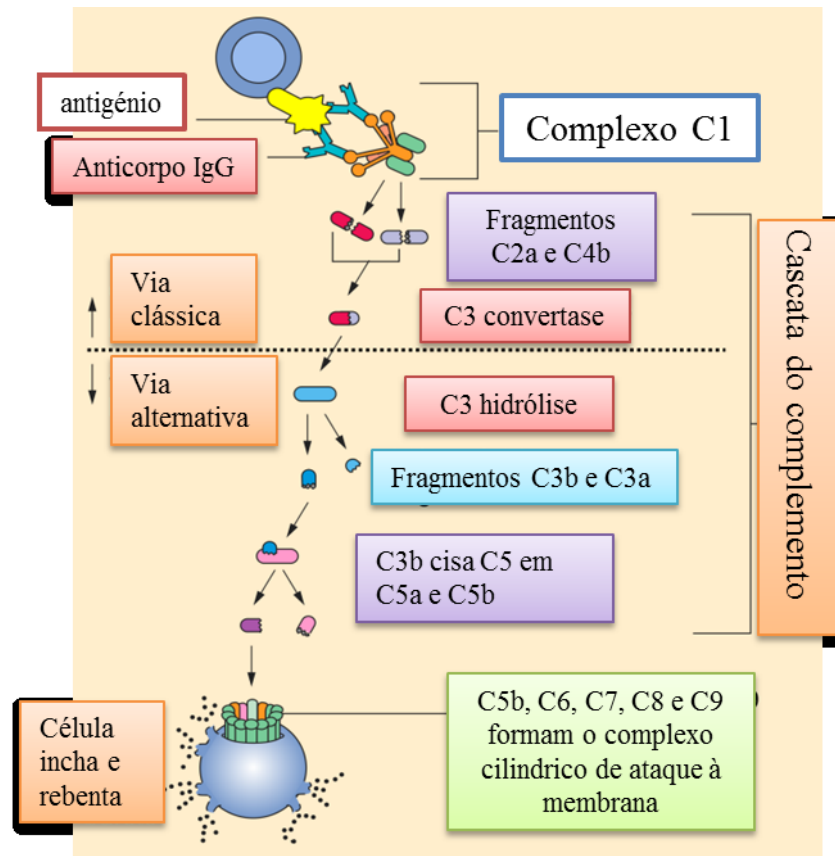 antigénio
Complexo C1
Anticorpo IgG
Fragmentos
C2a e C4b
Via
clássica
C3 convertase
Via
alternativa
C3 hidrólise
Fragmentos C3b e C3a
C3b cisa C5 em
C5a e C5b
Cascata do complemento
Célula
incha e
rebenta
C5b, C6, C7, C8 e C9
formam o complexo
cilindrico de ataque à
membrana